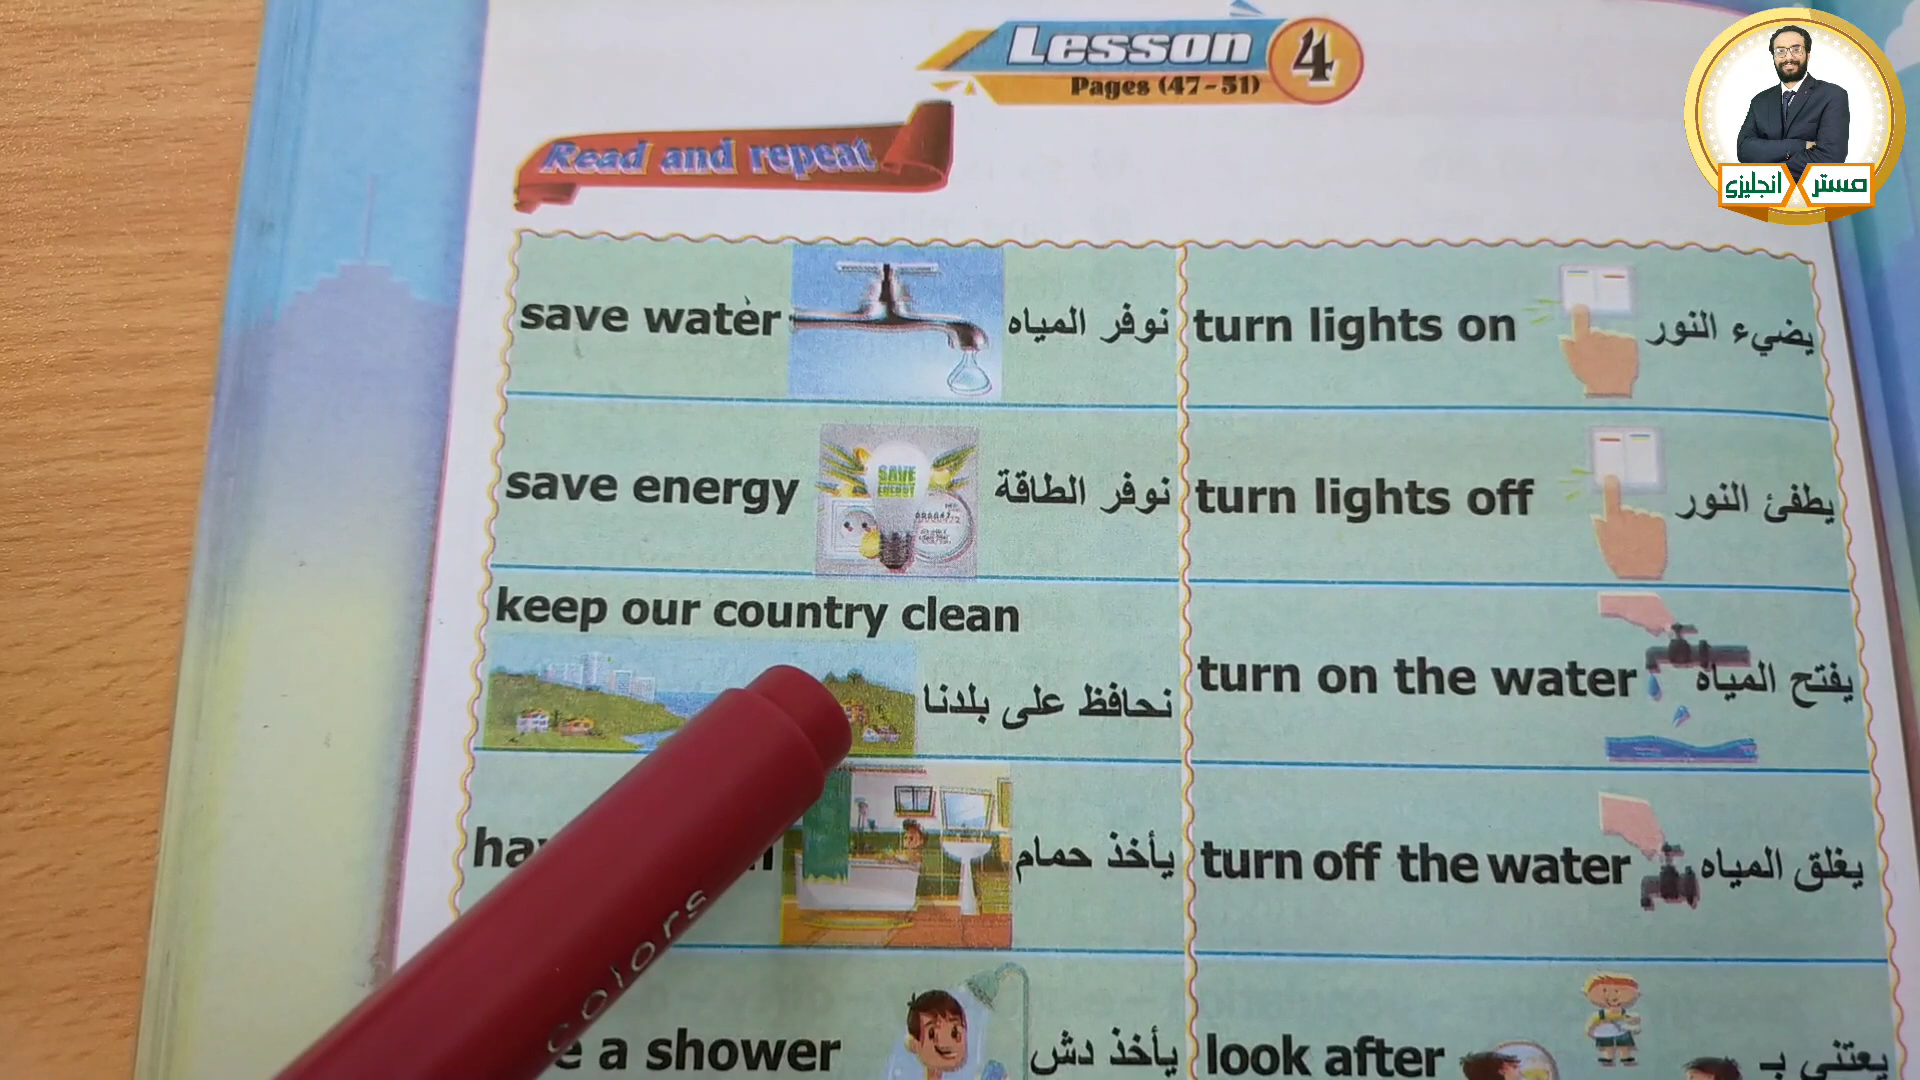 Lesson 4
Pages (47-51)
مستر X انجليزي
Read and repeat
save water نوفر المياه
turn lights on يضيء النور
save energy نوفر الطاقة
SAVE
ENERGY
turn lights off يطفئ النور
keep our country clean
نحافظ على بلدنا
turn on the water يفتح المياه
يأخذ حمام
turn off the water يغلق المياه
a shower يأخذ دش
look after يعتني بـ
colors